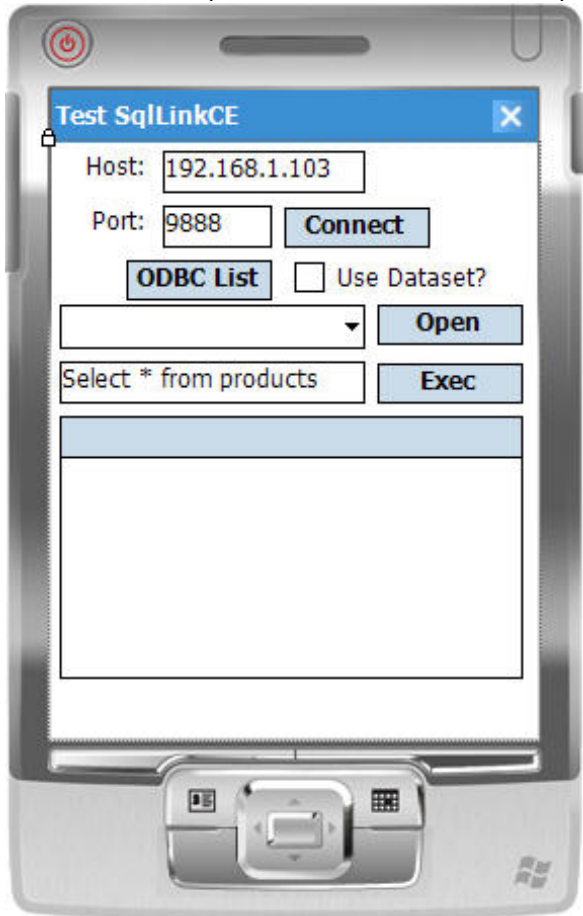 Test SqlLinkCE
Host: 192.168.1.103
Port: 9888 Connect
ODBC List Use Dataset?
Open
Select * from products Exec